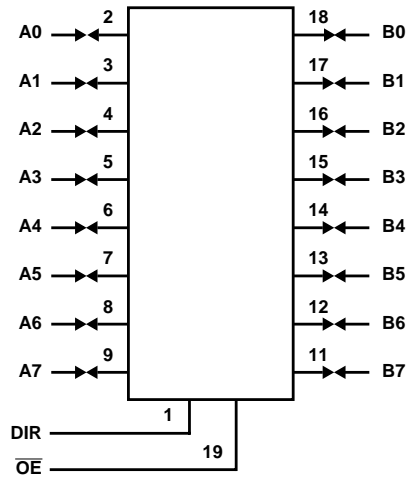 A0 2 18 B0
A1 3 17 B1
A2 4 16 B2
A3 5 15 B3
A4 6 14 B4
A5 7 13 B5
A6 8 12 B6
A7 9 11 B7
DIR 1
O̅E̅ 19